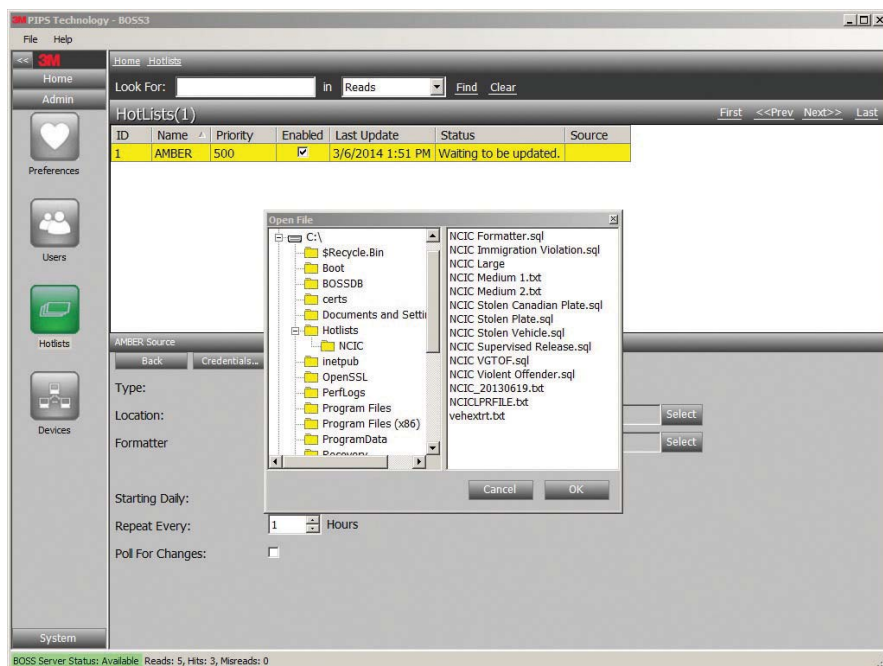 3M PIPS Technology - BOSS3
File Help
<< 3M
Home Hotlists
Home
Look For: in Reads Find Clear
Admin
HotLists(1) First <<Prev Next>> Last
ID Name Priority Enabled Last Update Status Source
1 AMBER 500 3/6/2014 1:51 PM Waiting to be updated.
Preferences
Users
Hotlists
Devices
Open File
C:\
$Recycle.Bin
Boot
BOSSDB
certs
Documents and Settin
Hotlists
NCIC
inetpub
OpenSSL
PerfLogs
Program Files
Program Files (x86)
ProgramData
Recovery
NCIC Formatter.sql
NCIC Immigration Violation.sql
NCIC Large
NCIC Medium 1.txt
NCIC Medium 2.txt
NCIC Stolen Canadian Plate.sql
NCIC Stolen Plate.sql
NCIC Stolen Vehicle.sql
NCIC Supervised Release.sql
NCIC VGTOF.sql
NCIC Violent Offender.sql
NCIC_20130619.txt
NCICLPRFILE.txt
vehextrt.txt
Cancel OK
AMBER Source
Back Credentials...
Type:
Location: Select
Formatter Select
Starting Daily:
Repeat Every: 1 Hours
Poll For Changes:
System
BOSS Server Status: Available Reads: 5, Hits: 3, Misreads: 0